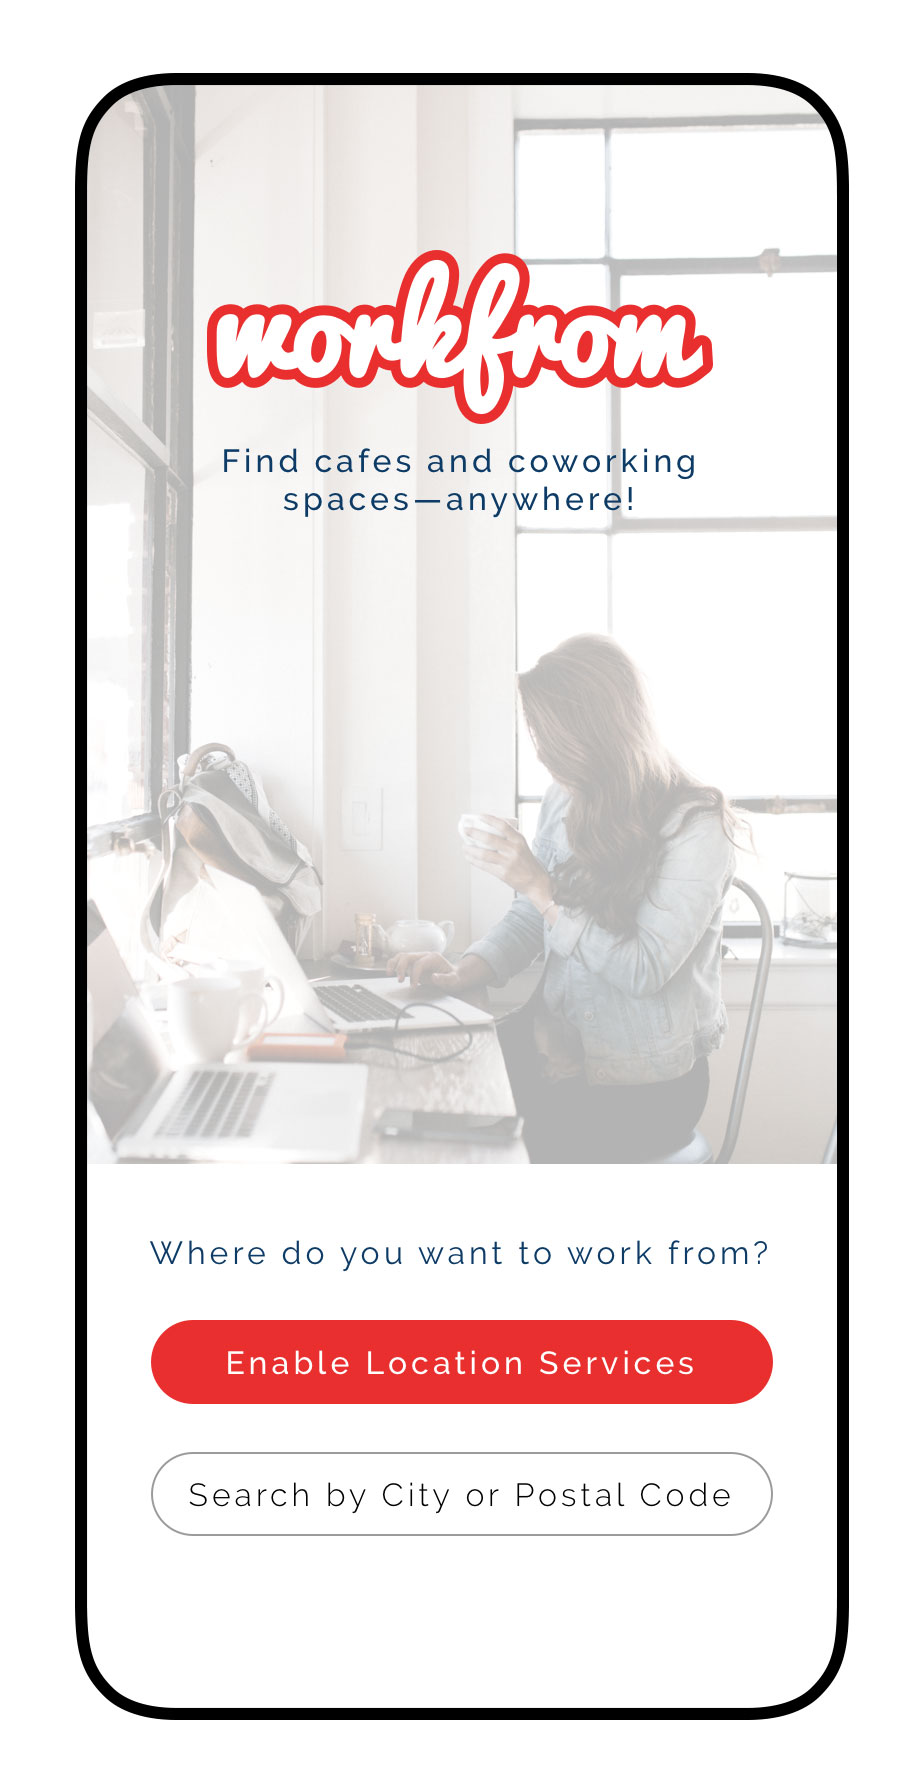 workfrom
Find cafes and coworking
spaces—anywhere!
Where do you want to work from?
Enable Location Services
Search by City or Postal Code